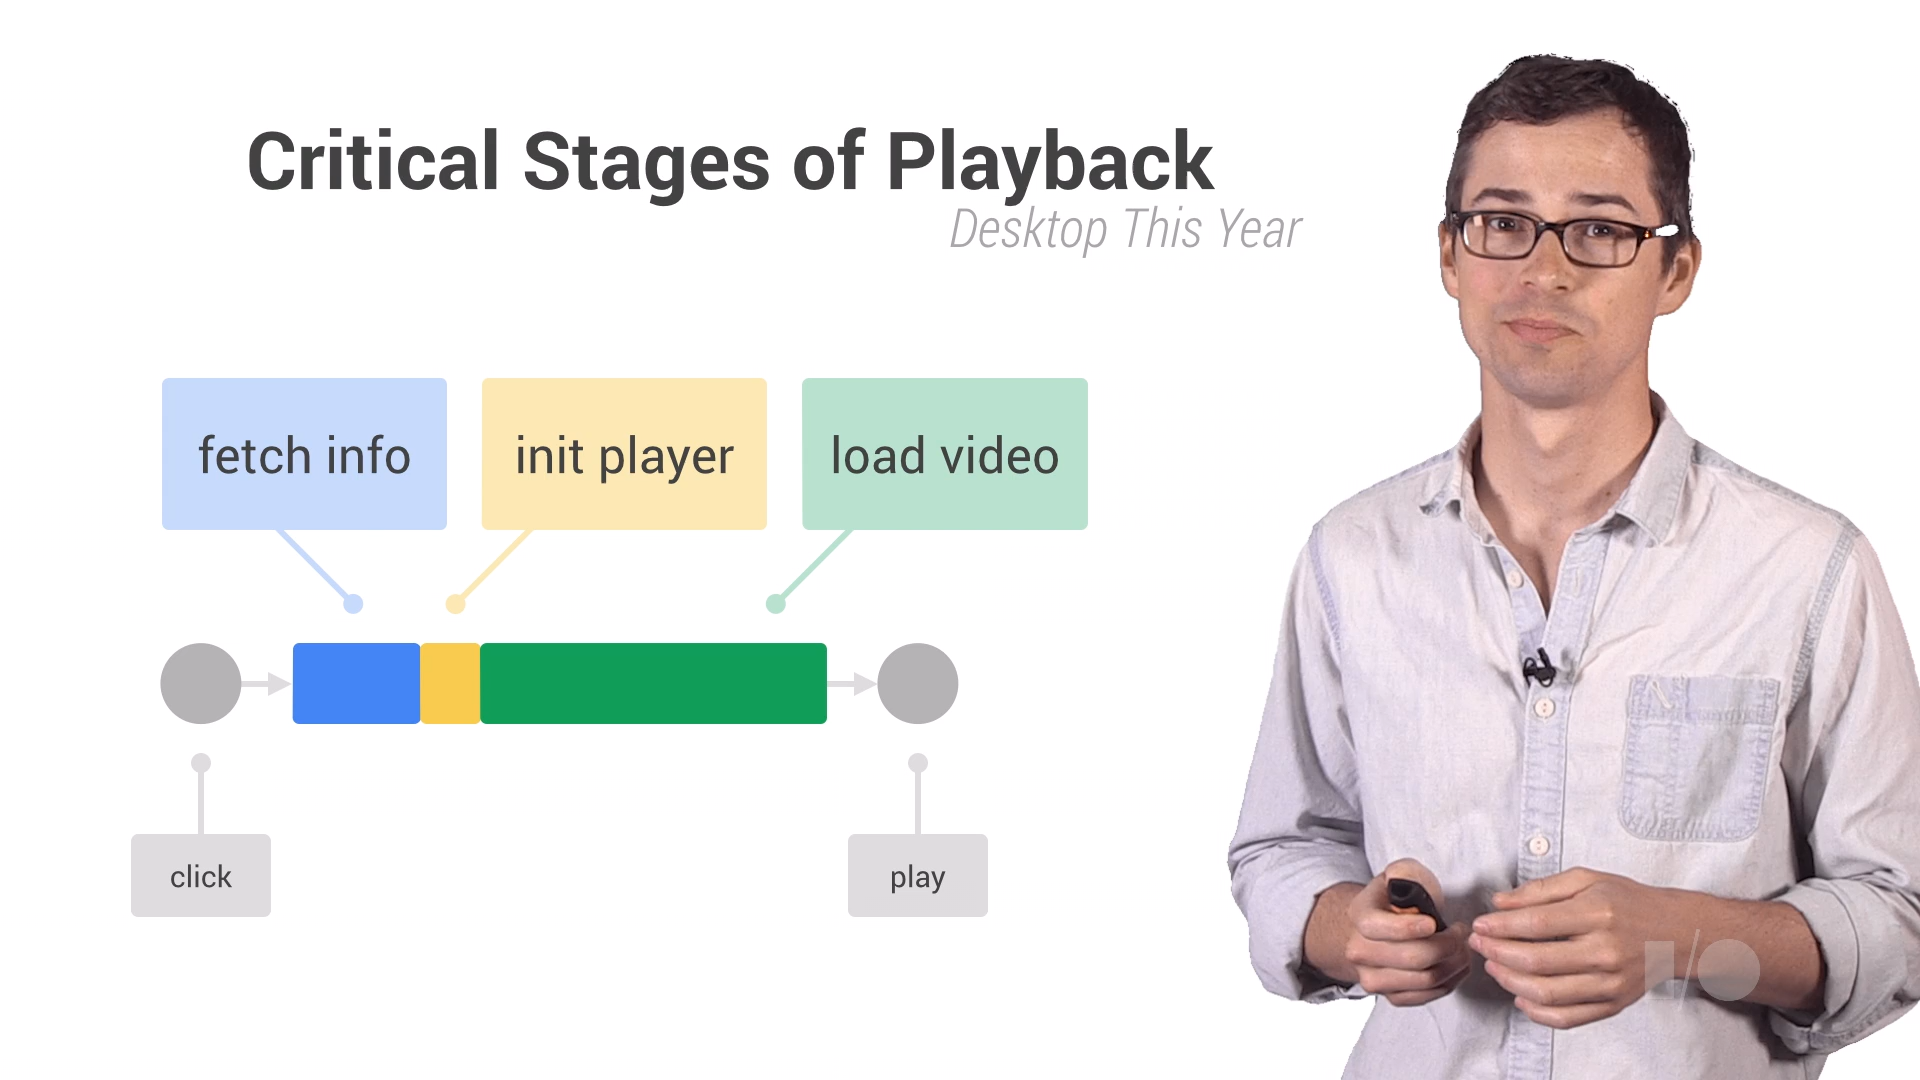 Critical Stages of Playback
Desktop This Year
fetch info
init player
load video
click
play
I/O